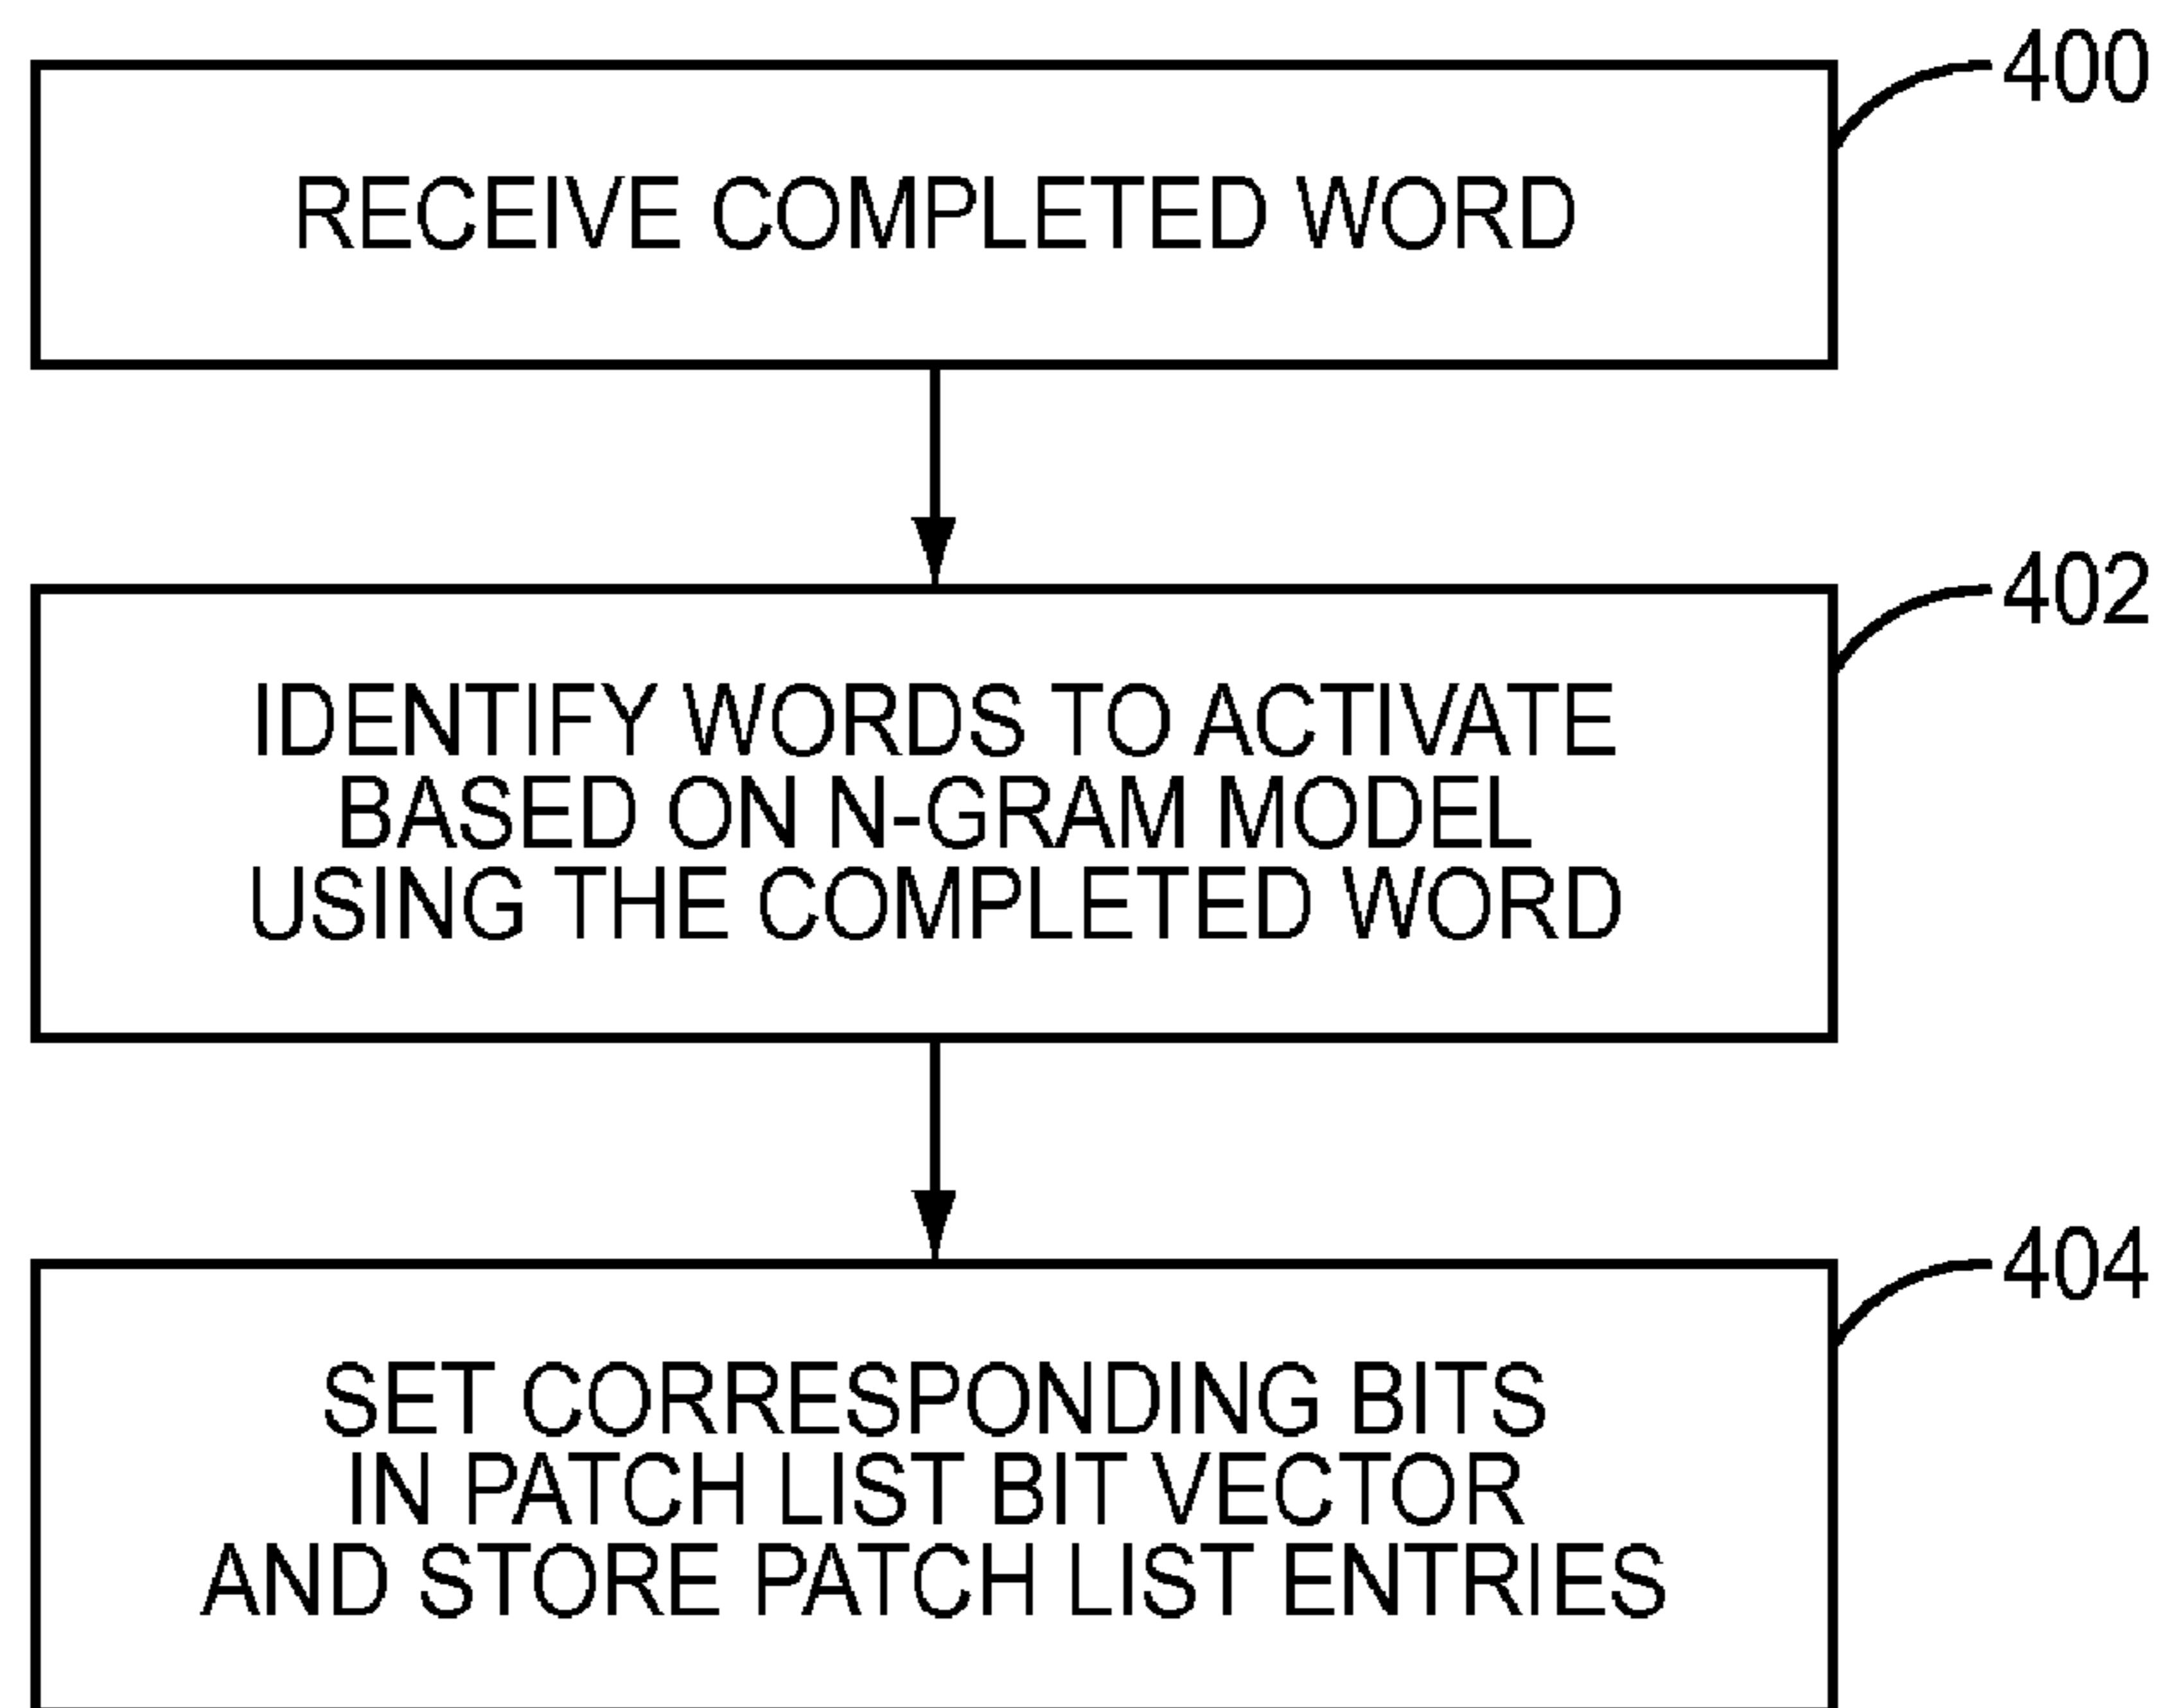 400
RECEIVE COMPLETED WORD
402
IDENTIFY WORDS TO ACTIVATE
BASED ON N-GRAM MODEL
USING THE COMPLETED WORD
404
SET CORRESPONDING BITS
IN PATCH LIST BIT VECTOR
AND STORE PATCH LIST ENTRIES